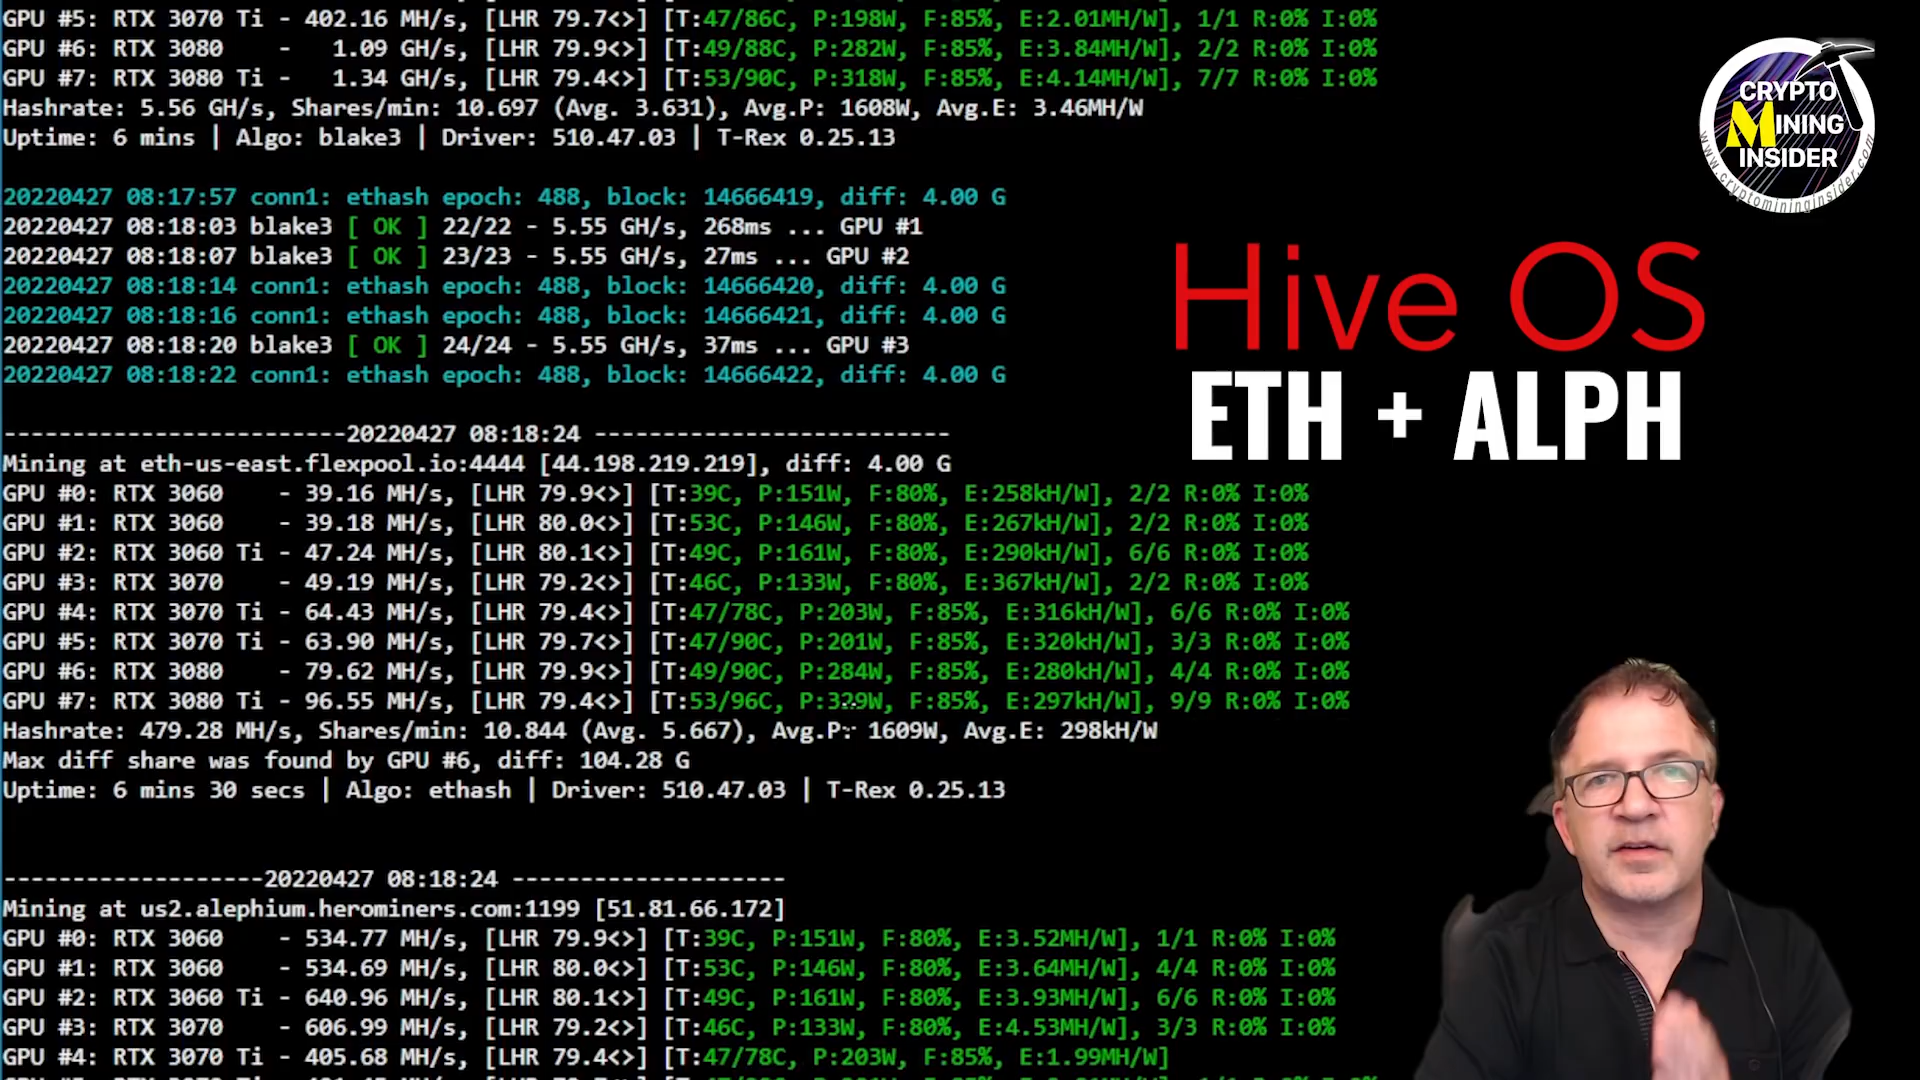 GPU #5: RTX 3070 Ti - 402.16 MH/s, [LHR 79.7<>] [T:47/86C, P:198W, F:85%, E:2.01MH/W], 1/1 R:0% I:0%
GPU #6: RTX 3080 - 1.09 GH/s, [LHR 79.9<>] [T:49/88C, P:282W, F:85%, E:3.84MH/W], 2/2 R:0% I:0%
GPU #7: RTX 3080 Ti - 1.34 GH/s, [LHR 79.4<>] [T:53/90C, P:318W, F:85%, E:4.14MH/W], 7/7 R:0% I:0%
Hashrate: 5.56 GH/s, Shares/min: 10.697 (Avg. 3.631), Avg.P: 1608W, Avg.E: 3.46MH/W
Uptime: 6 mins | Algo: blake3 | Driver: 510.47.03 | T-Rex 0.25.13
20220427 08:17:57 conn1: ethash epoch: 488, block: 14666419, diff: 4.00 G
20220427 08:18:03 blake3 [ OK ] 22/22 - 5.55 GH/s, 268ms ... GPU #1
20220427 08:18:07 blake3 [ OK ] 23/23 - 5.55 GH/s, 27ms ... GPU #2
20220427 08:18:14 conn1: ethash epoch: 488, block: 14666420, diff: 4.00 G
20220427 08:18:16 conn1: ethash epoch: 488, block: 14666421, diff: 4.00 G
20220427 08:18:20 blake3 [ OK ] 24/24 - 5.55 GH/s, 37ms ... GPU #3
20220427 08:18:22 conn1: ethash epoch: 488, block: 14666422, diff: 4.00 G
-------------------------20220427 08:18:24 --------------------------
Mining at eth-us-east.flexpool.io:4444 [44.198.219.219], diff: 4.00 G
GPU #0: RTX 3060 - 39.16 MH/s, [LHR 79.9<>] [T:39C, P:151W, F:80%, E:258kH/W], 2/2 R:0% I:0%
GPU #1: RTX 3060 - 39.18 MH/s, [LHR 80.0<>] [T:53C, P:146W, F:80%, E:267kH/W], 2/2 R:0% I:0%
GPU #2: RTX 3060 Ti - 47.24 MH/s, [LHR 80.1<>] [T:49C, P:161W, F:80%, E:290kH/W], 6/6 R:0% I:0%
GPU #3: RTX 3070 - 49.19 MH/s, [LHR 79.2<>] [T:46C, P:133W, F:80%, E:367kH/W], 2/2 R:0% I:0%
GPU #4: RTX 3070 Ti - 64.43 MH/s, [LHR 79.4<>] [T:47/78C, P:203W, F:85%, E:316kH/W], 6/6 R:0% I:0%
GPU #5: RTX 3070 Ti - 63.90 MH/s, [LHR 79.7<>] [T:47/90C, P:201W, F:85%, E:320kH/W], 3/3 R:0% I:0%
GPU #6: RTX 3080 - 79.62 MH/s, [LHR 79.9<>] [T:49/90C, P:284W, F:85%, E:280kH/W], 4/4 R:0% I:0%
GPU #7: RTX 3080 Ti - 96.55 MH/s, [LHR 79.4<>] [T:53/96C, P:329W, F:85%, E:297kH/W], 9/9 R:0% I:0%
Hashrate: 479.28 MH/s, Shares/min: 10.844 (Avg. 5.667), Avg.P: 1609W, Avg.E: 298kH/W
Max diff share was found by GPU #6, diff: 104.28 G
Uptime: 6 mins 30 secs | Algo: ethash | Driver: 510.47.03 | T-Rex 0.25.13
-------------------20220427 08:18:24 --------------------
Mining at us2.alephium.herominers.com:1199 [51.81.66.172]
GPU #0: RTX 3060 - 534.77 MH/s, [LHR 79.9<>] [T:39C, P:151W, F:80%, E:3.52MH/W], 1/1 R:0% I:0%
GPU #1: RTX 3060 - 534.69 MH/s, [LHR 80.0<>] [T:53C, P:146W, F:80%, E:3.64MH/W], 4/4 R:0% I:0%
GPU #2: RTX 3060 Ti - 640.96 MH/s, [LHR 80.1<>] [T:49C, P:161W, F:80%, E:3.93MH/W], 6/6 R:0% I:0%
GPU #3: RTX 3070 - 606.99 MH/s, [LHR 79.2<>] [T:46C, P:133W, F:80%, E:4.53MH/W], 3/3 R:0% I:0%
GPU #4: RTX 3070 Ti - 405.68 MH/s, [LHR 79.4<>] [T:47/78C, P:203W, F:85%, E:1.99MH/W]
CRYPTO
MINING
INSIDER
www.cryptomininginsider.com
Hive OS
ETH + ALPH